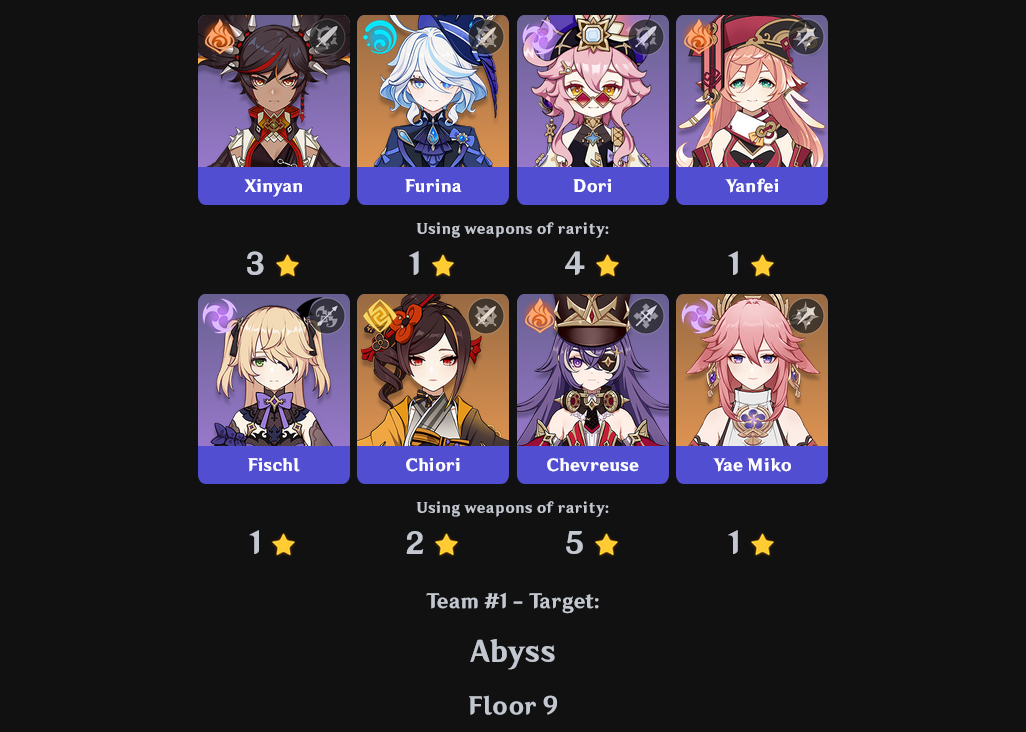 Xinyan Furina Dori Yanfei
Using weapons of rarity:
3 1 4 1
Fischl Chiori Chevreuse Yae Miko
Using weapons of rarity:
1 2 5 1
Team #1 - Target:
Abyss
Floor 9